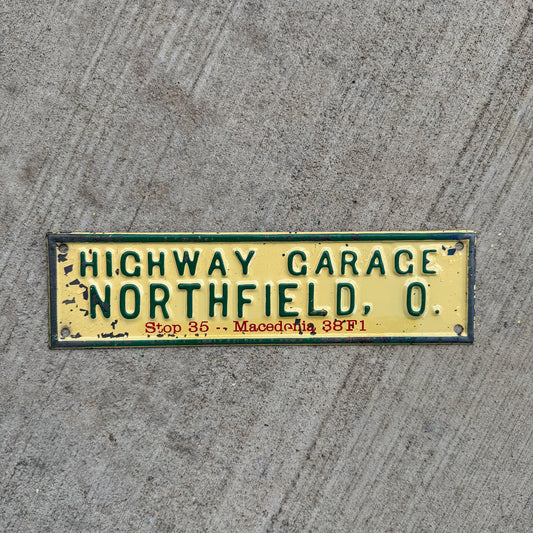 HIGHWAY GARAGE
NORTHFIELD, O.
Stop 35 -- Macedonia 38F1